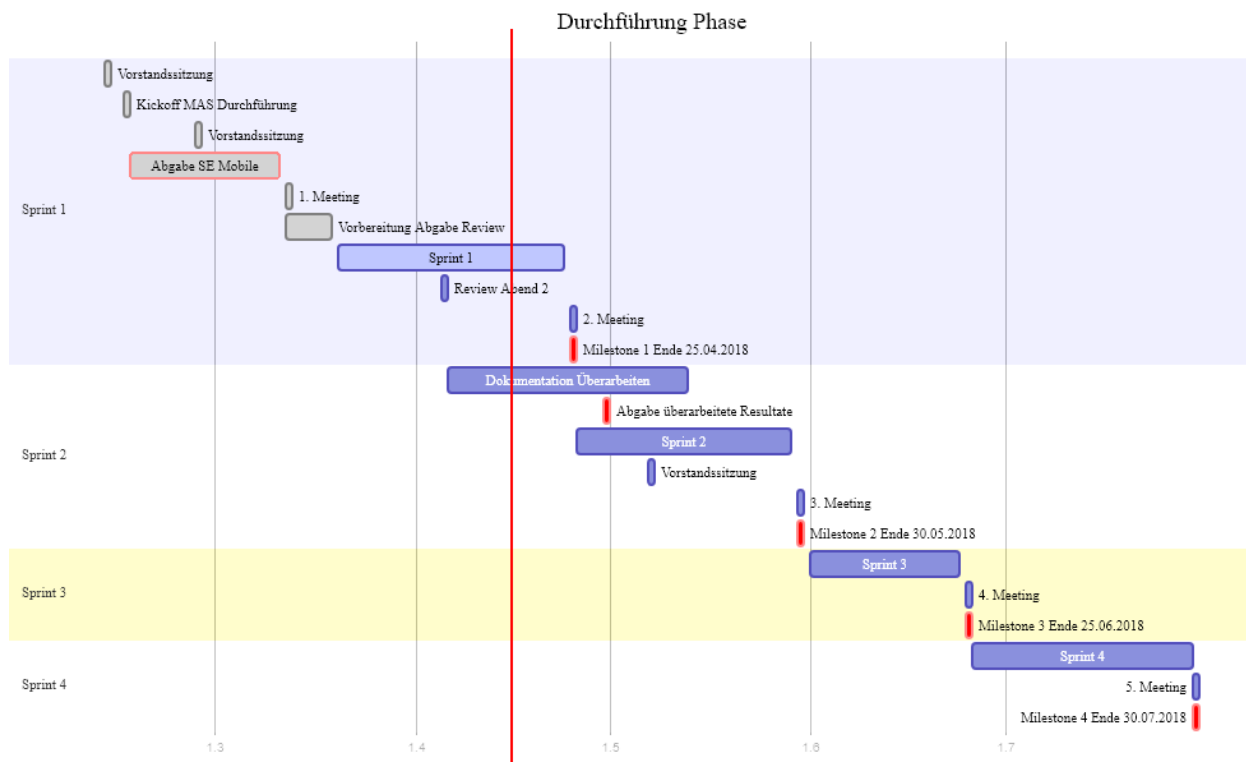 Durchführung Phase
Vorstandssitzung
Kickoff MAS Durchführung
Vorstandssitzung
Abgabe SE Mobile
1. Meeting
Sprint 1
Vorbereitung Abgabe Review
Sprint 1
Review Abend 2
2. Meeting
Milestone 1 Ende 25.04.2018
Dokumentation Überarbeiten
Abgabe überarbeitete Resultate
Sprint 2
Sprint 2
Vorstandssitzung
3. Meeting
Milestone 2 Ende 30.05.2018
Sprint 3
Sprint 3
4. Meeting
Milestone 3 Ende 25.06.2018
Sprint 4
Sprint 4
5. Meeting
Milestone 4 Ende 30.07.2018
1.3 1.4 1.5 1.6 1.7